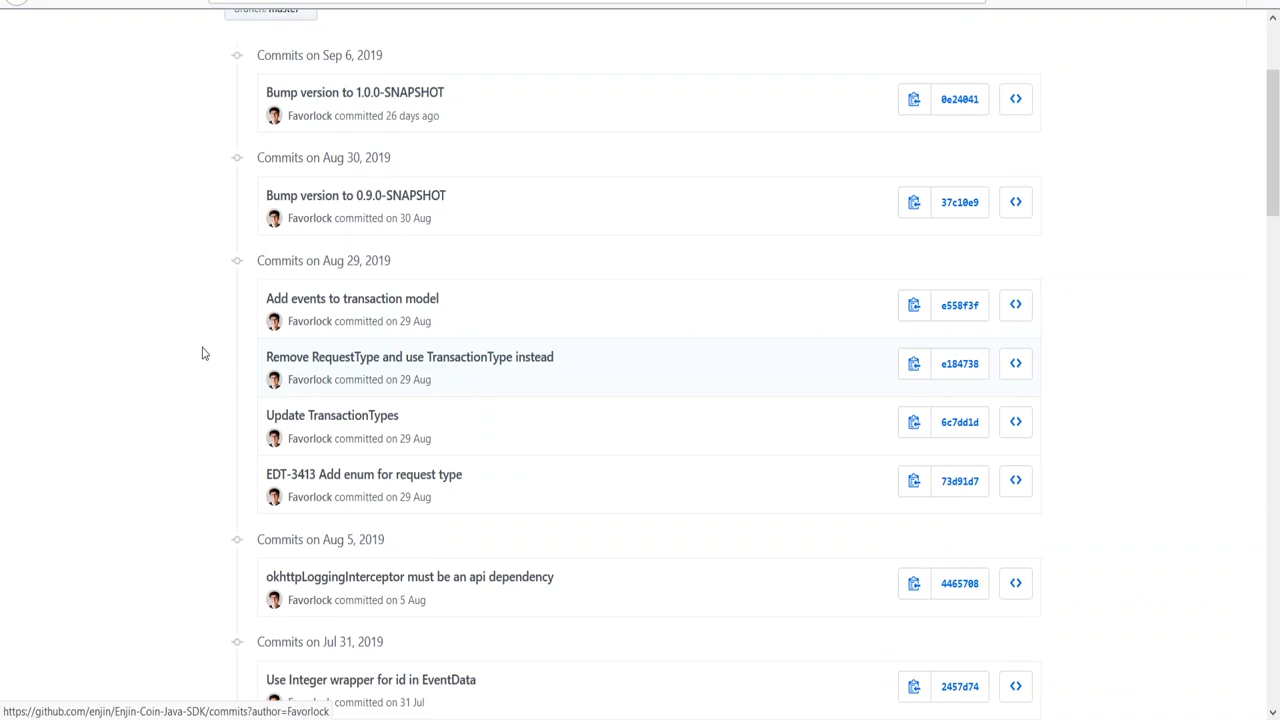 Branch: master
Commits on Sep 6, 2019
Bump version to 1.0.0-SNAPSHOT
Favorlock committed 26 days ago
0e24041
Commits on Aug 30, 2019
Bump version to 0.9.0-SNAPSHOT
Favorlock committed on 30 Aug
37c10e9
Commits on Aug 29, 2019
Add events to transaction model
Favorlock committed on 29 Aug
e558f3f
Remove RequestType and use TransactionType instead
Favorlock committed on 29 Aug
e184738
Update TransactionTypes
Favorlock committed on 29 Aug
6c7dd1d
EDT-3413 Add enum for request type
Favorlock committed on 29 Aug
73d91d7
Commits on Aug 5, 2019
okhttpLoggingInterceptor must be an api dependency
Favorlock committed on 5 Aug
4465708
Commits on Jul 31, 2019
Use Integer wrapper for id in EventData
Favorlock committed on 31 Jul
2457d74
https://github.com/enjin/Enjin-Coin-Java-SDK/commits?author=Favorlock